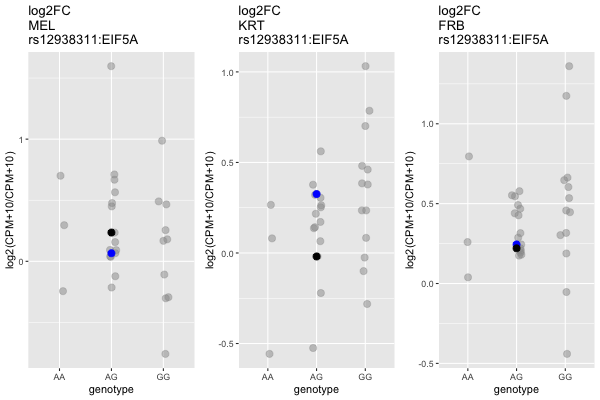 log2FC
MEL
rs12938311:EIF5A
log2(CPM+10/CPM+10)
1
0
AA AG GG
genotype
log2FC
KRT
rs12938311:EIF5A
log2(CPM+10/CPM+10)
1.0
0.5
0.0
-0.5
AA AG GG
genotype
log2FC
FRB
rs12938311:EIF5A
log2(CPM+10/CPM+10)
1.0
0.5
0.0
-0.5
AA AG GG
genotype